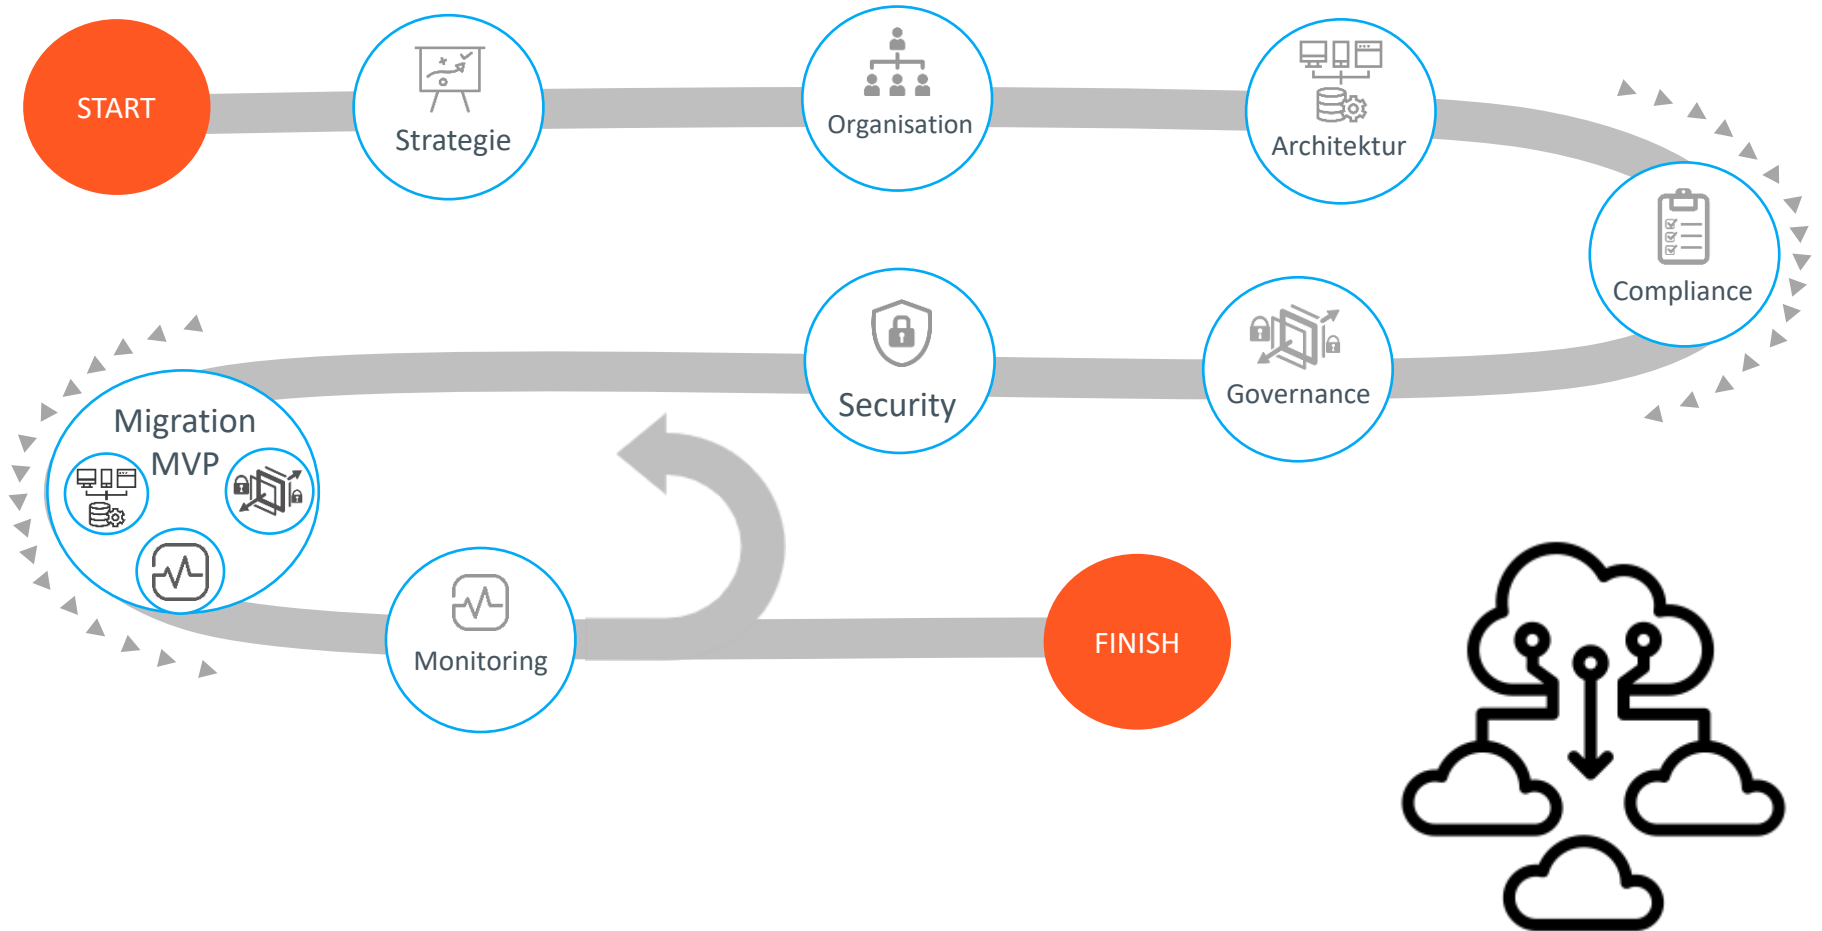 START
Strategie
Organisation
Architektur
Compliance
Governance
Security
Migration
MVP
Monitoring
FINISH